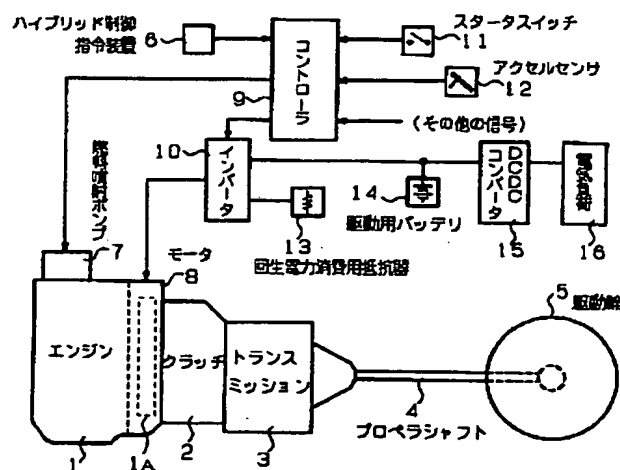 ハイブリッド制御
指令装置
6
コントローラ
9
スタータスイッチ
11
アクセルセンサ
12
(その他の信号)
10
インバータ
14
駆動用バッテリ
DCDC
コンバータ
15
16
13
回生電力消費用抵抗器
燃料噴射ポンプ
7
モータ
8
エンジン
クラッチ
トランス
ミッション
5
駆動輪
4
プロペラシャフト
1
1A
2
3